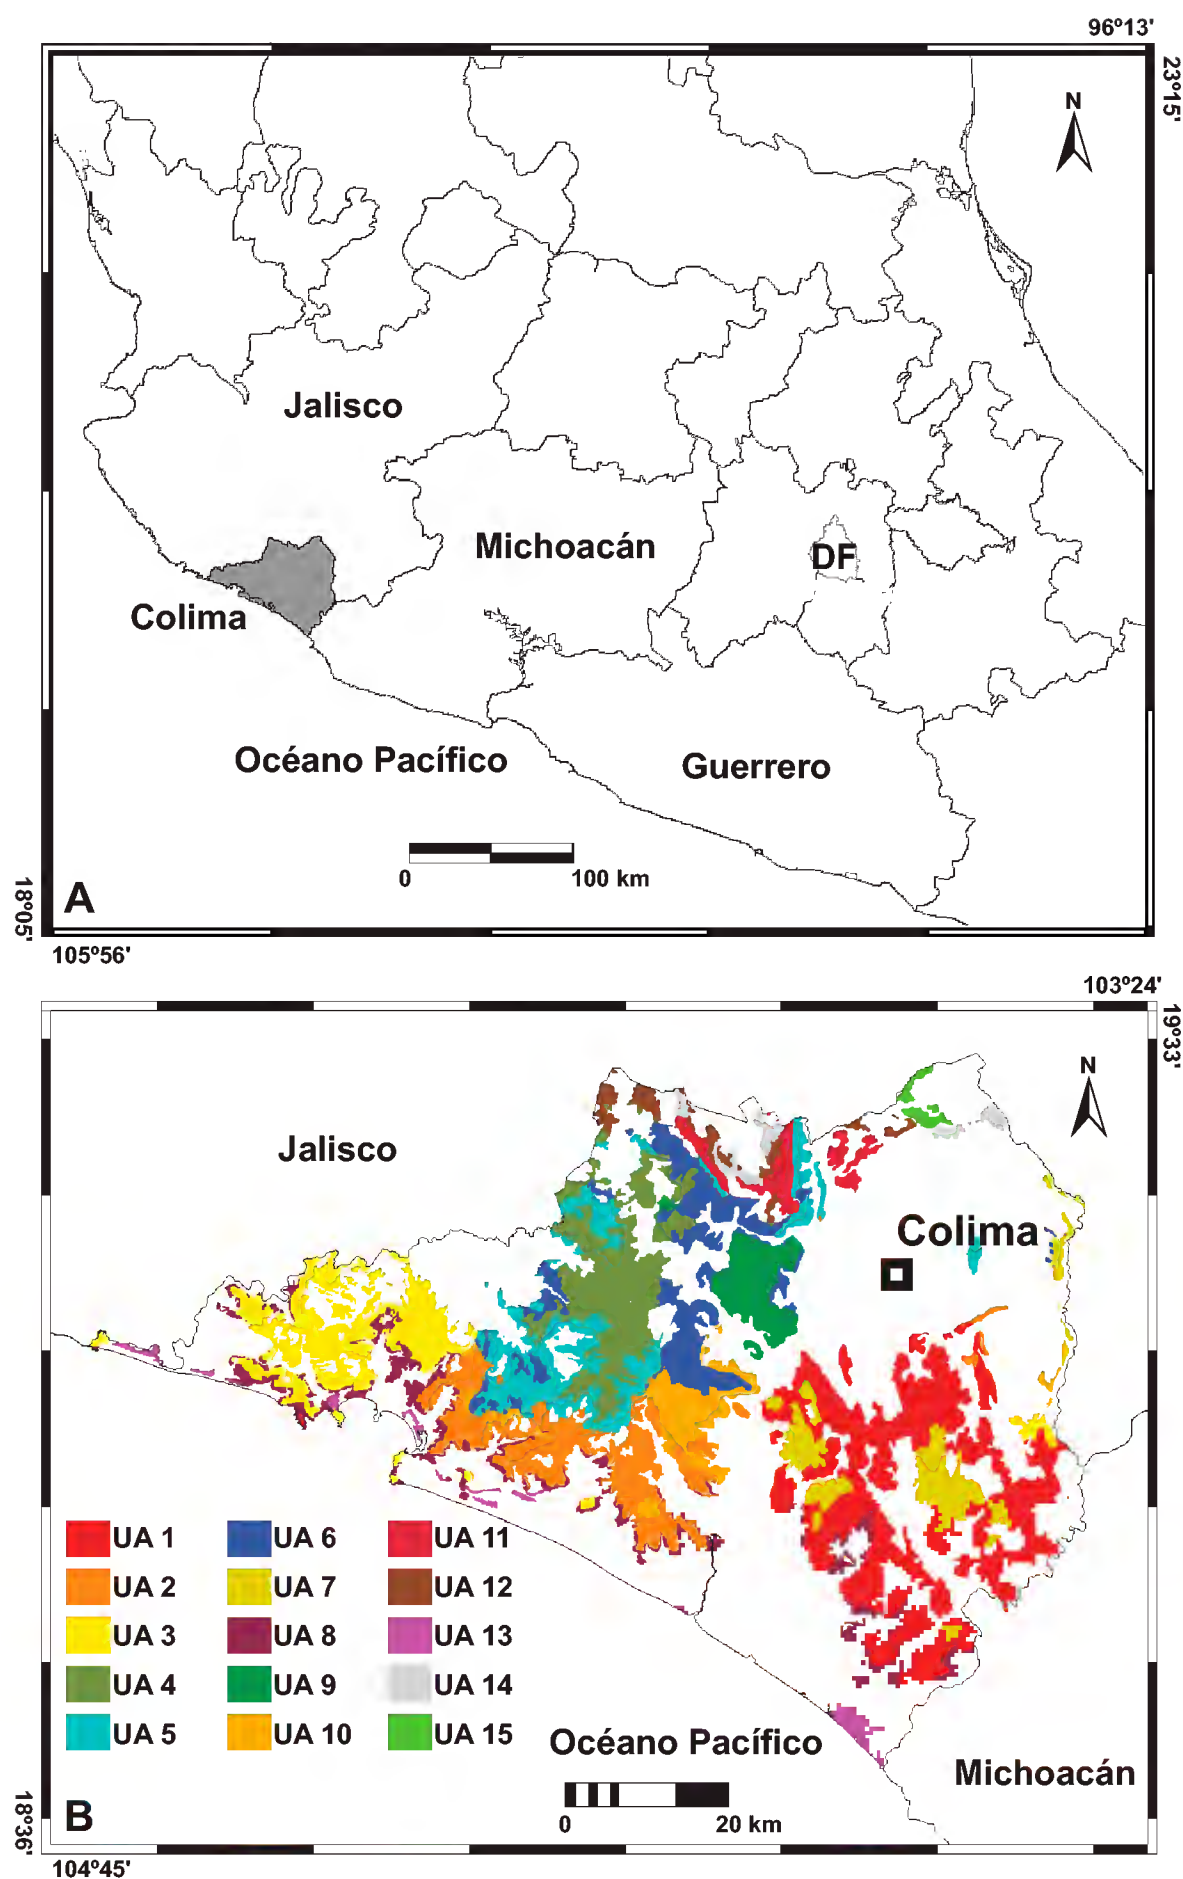 96º13'
23º15'
N
Jalisco
Michoacán
DF
Colima
Océano Pacífico
Guerrero
0 100 km
A
18º05'
105º56'
103º24'
19º33'
N
Jalisco
Colima
UA 1 UA 6 UA 11
UA 2 UA 7 UA 12
UA 3 UA 8 UA 13
UA 4 UA 9 UA 14
UA 5 UA 10 UA 15
Océano Pacífico
Michoacán
0 20 km
B
18º36'
104º45'